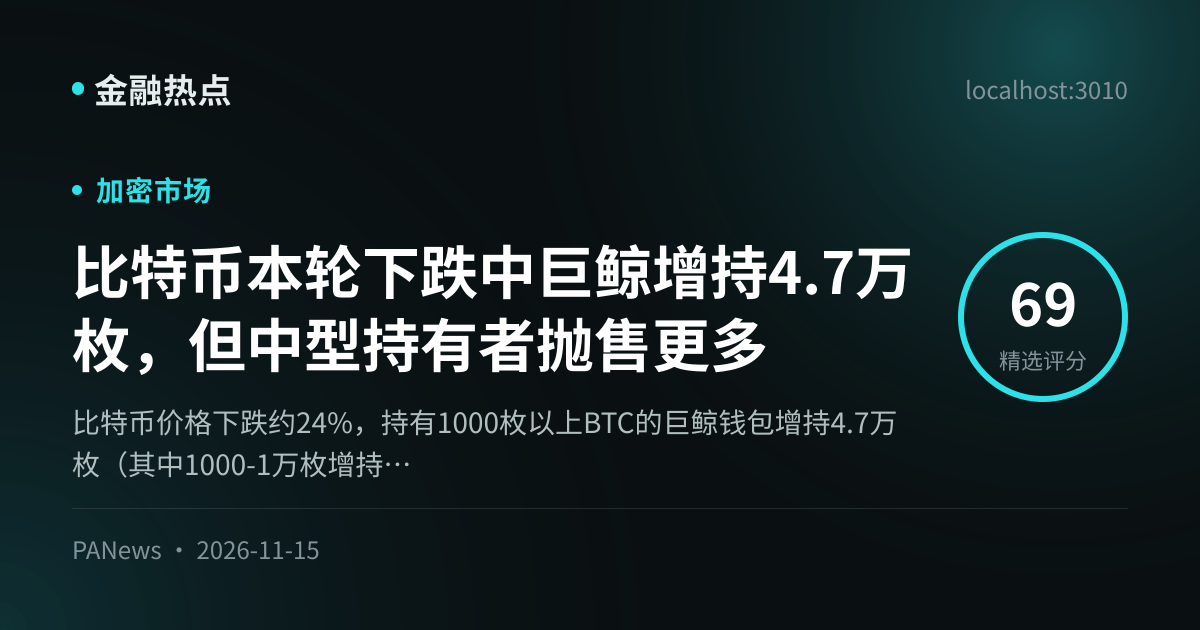 金融热点
localhost:3010
加密市场
比特币本轮下跌中巨鲸增持4.7万
枚，但中型持有者抛售更多
69
精选评分
比特币价格下跌约24%，持有1000枚以上BTC的巨鲸钱包增持4.7万
枚（其中1000-1万枚增持…
PANews • 2026-11-15